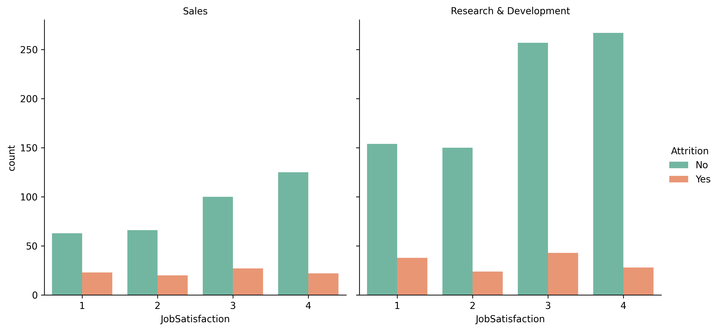 Sales
Research & Development
count
250
200
150
100
50
0
1 2 3 4
1 2 3 4
JobSatisfaction
JobSatisfaction
Attrition
No
Yes